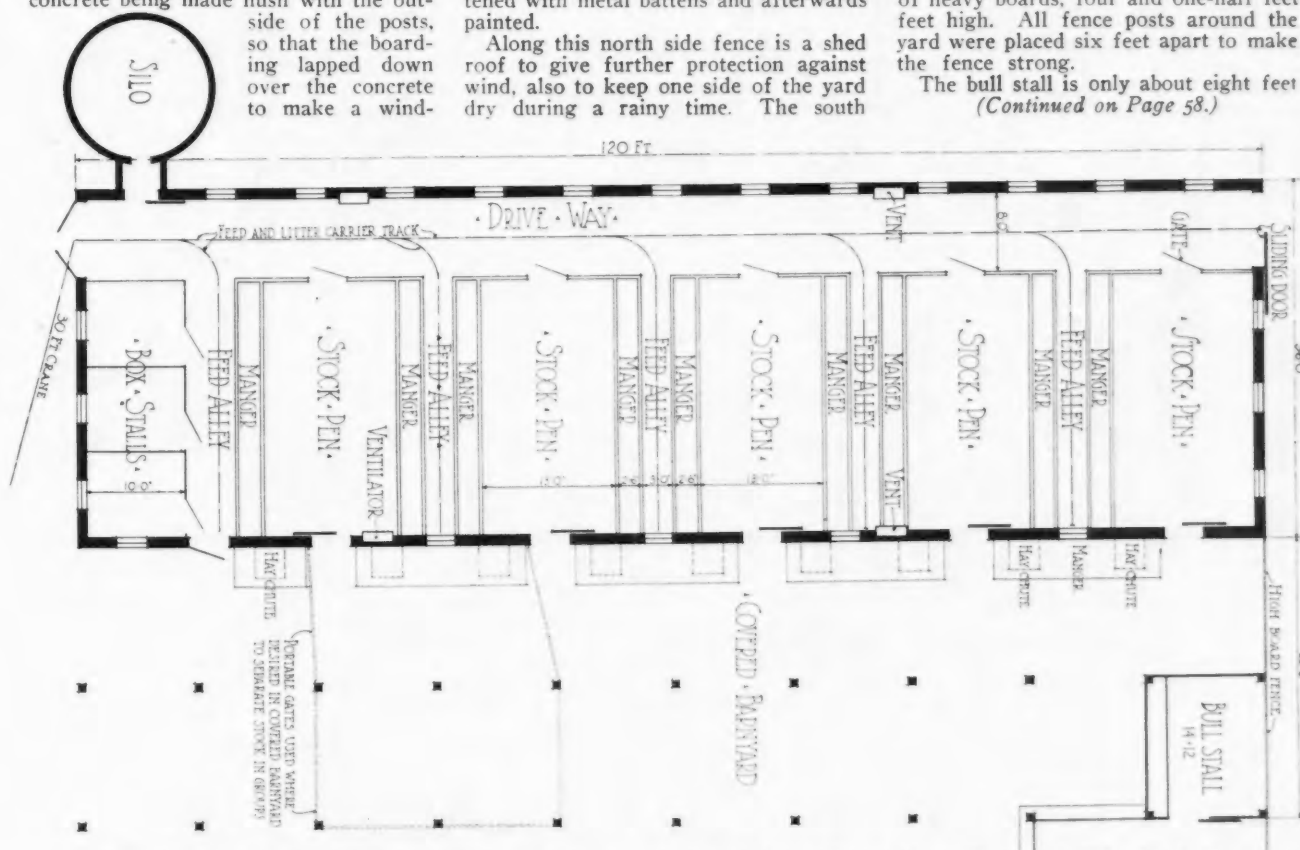 side of the posts,
so that the board-
ing lapped down
over the concrete
to make a wind-
tened with metal battens and afterwards
painted.
Along this north side fence is a shed
roof to give further protection against
wind, also to keep one side of the yard
dry during a rainy time. The south
of heavy boards, four and one-half feet
feet high. All fence posts around the
yard were placed six feet apart to make
the fence strong.
The bull stall is only about eight feet
(Continued on Page 58.)
SILO
120 FT
DRIVE·WAY
VENT
8'0"
GATE
SLIDING DOOR
FEED AND LITTER CARRIER TRACK
30 FT CRANE
BOX·STALLS
10'0"
FEED ALLEY
MANGER
STOCK·PEN
MANGER
FEED·ALLEY
MANGER
STOCK·PEN
MANGER
FEED ALLEY
MANGER
STOCK·PEN
MANGER
FEED ALLEY
MANGER
STOCK·PEN
MANGER
FEED ALLEY
MANGER
STOCK·PEN
VENTILATOR
2'6"
3'0"
2'6"
VENT
HAY CHUTE
HAY CHUTE
MANGER
HAY CHUTE
HIGH BOARD FENCE
PORTABLE GATES USED WHERE
DESIRED IN COVERED BARNYARD
TO SEPARATE STOCK IN GROUPS
COVERED·BARNYARD
BULL STALL
14·12